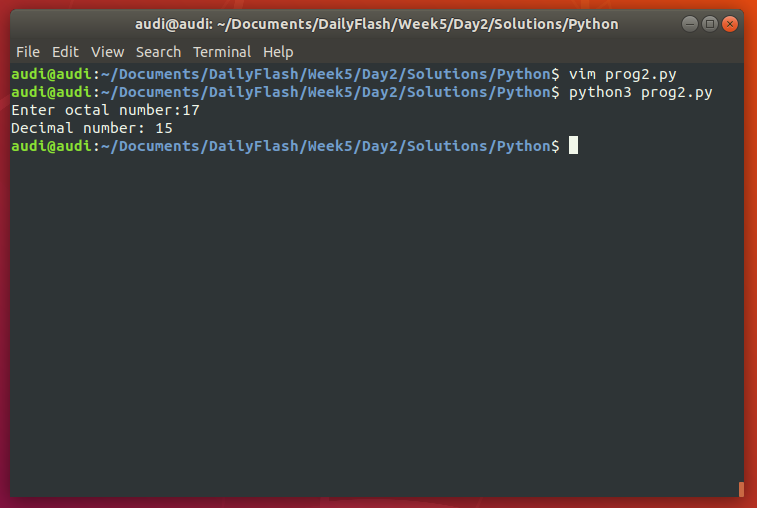 audi@audi: ~/Documents/DailyFlash/Week5/Day2/Solutions/Python
File Edit View Search Terminal Help
audi@audi:~/Documents/DailyFlash/Week5/Day2/Solutions/Python$ vim prog2.py
audi@audi:~/Documents/DailyFlash/Week5/Day2/Solutions/Python$ python3 prog2.py
Enter octal number:17
Decimal number: 15
audi@audi:~/Documents/DailyFlash/Week5/Day2/Solutions/Python$